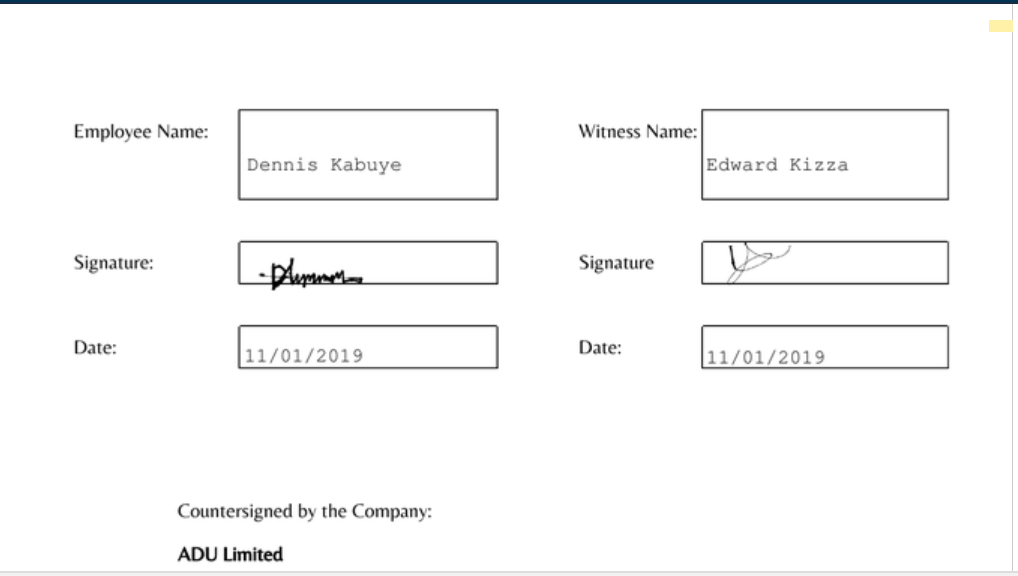 Employee Name:
Dennis Kabuye
Witness Name:
Edward Kizza
Signature:
Signature
Date:
11/01/2019
Date:
11/01/2019
Countersigned by the Company:
ADU Limited